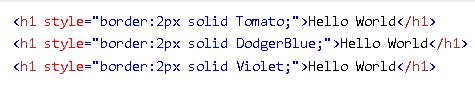 <h1 style="border:2px solid Tomato;">Hello World</h1>
<h1 style="border:2px solid DodgerBlue;">Hello World</h1>
<h1 style="border:2px solid Violet;">Hello World</h1>